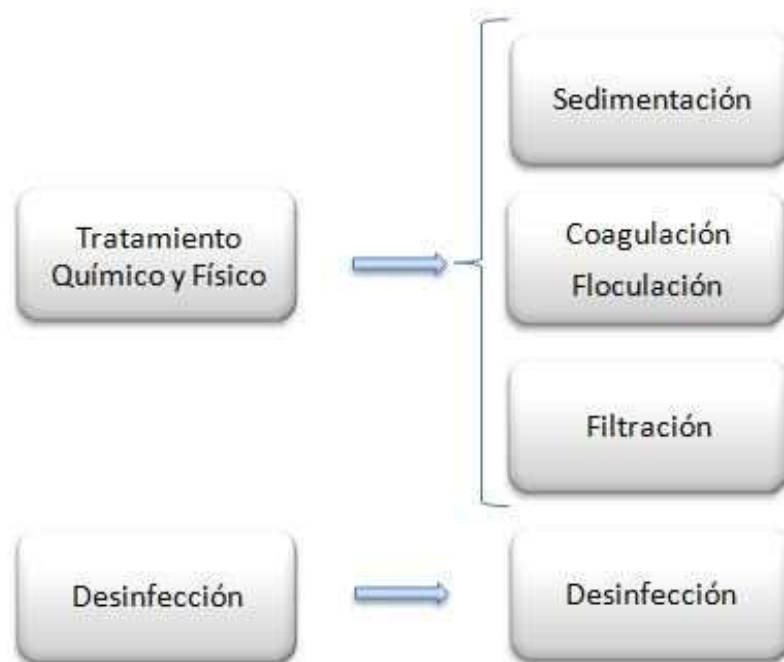 Sedimentación
Tratamiento
Químico y Físico
Coagulación
Floculación
Filtración
Desinfección
Desinfección